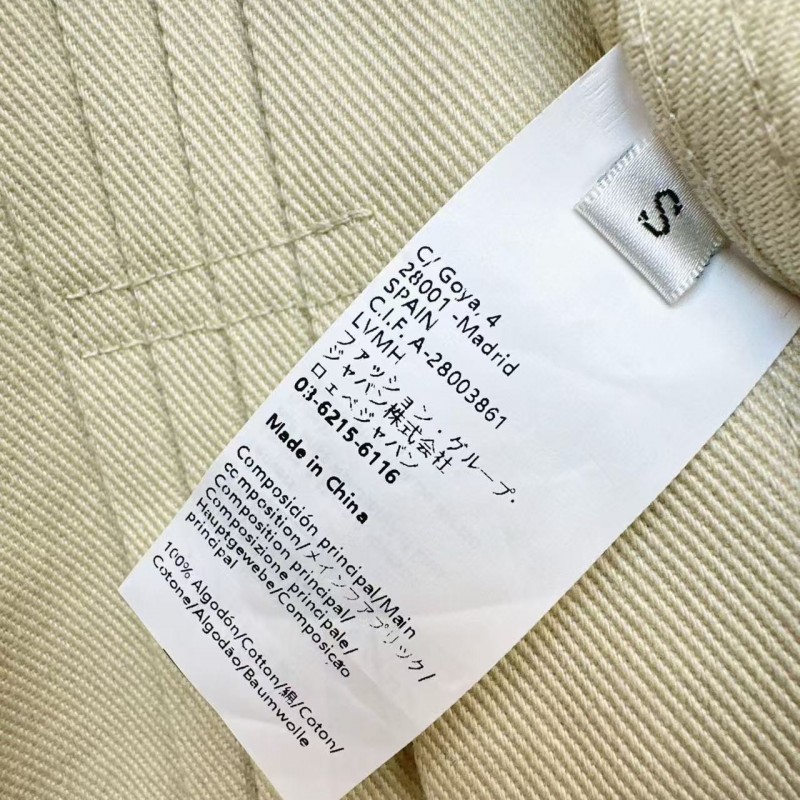 S
C/ Goya, 4
28001 -Madrid
SPAIN
C.I.F. A-28003861
LVMH
ファッション・グループ.
ジャパン株式会社
ロエベジャパン
03-6215-6116
Made in China
Composición principal/Main
composition/メインファブリック/
Composition principal/
Composizione principale/
Hauptgewebe/Composicão
principal
100% Algodón/Cotton/綿/Coton/
Cotone/Algodão/Baumwolle